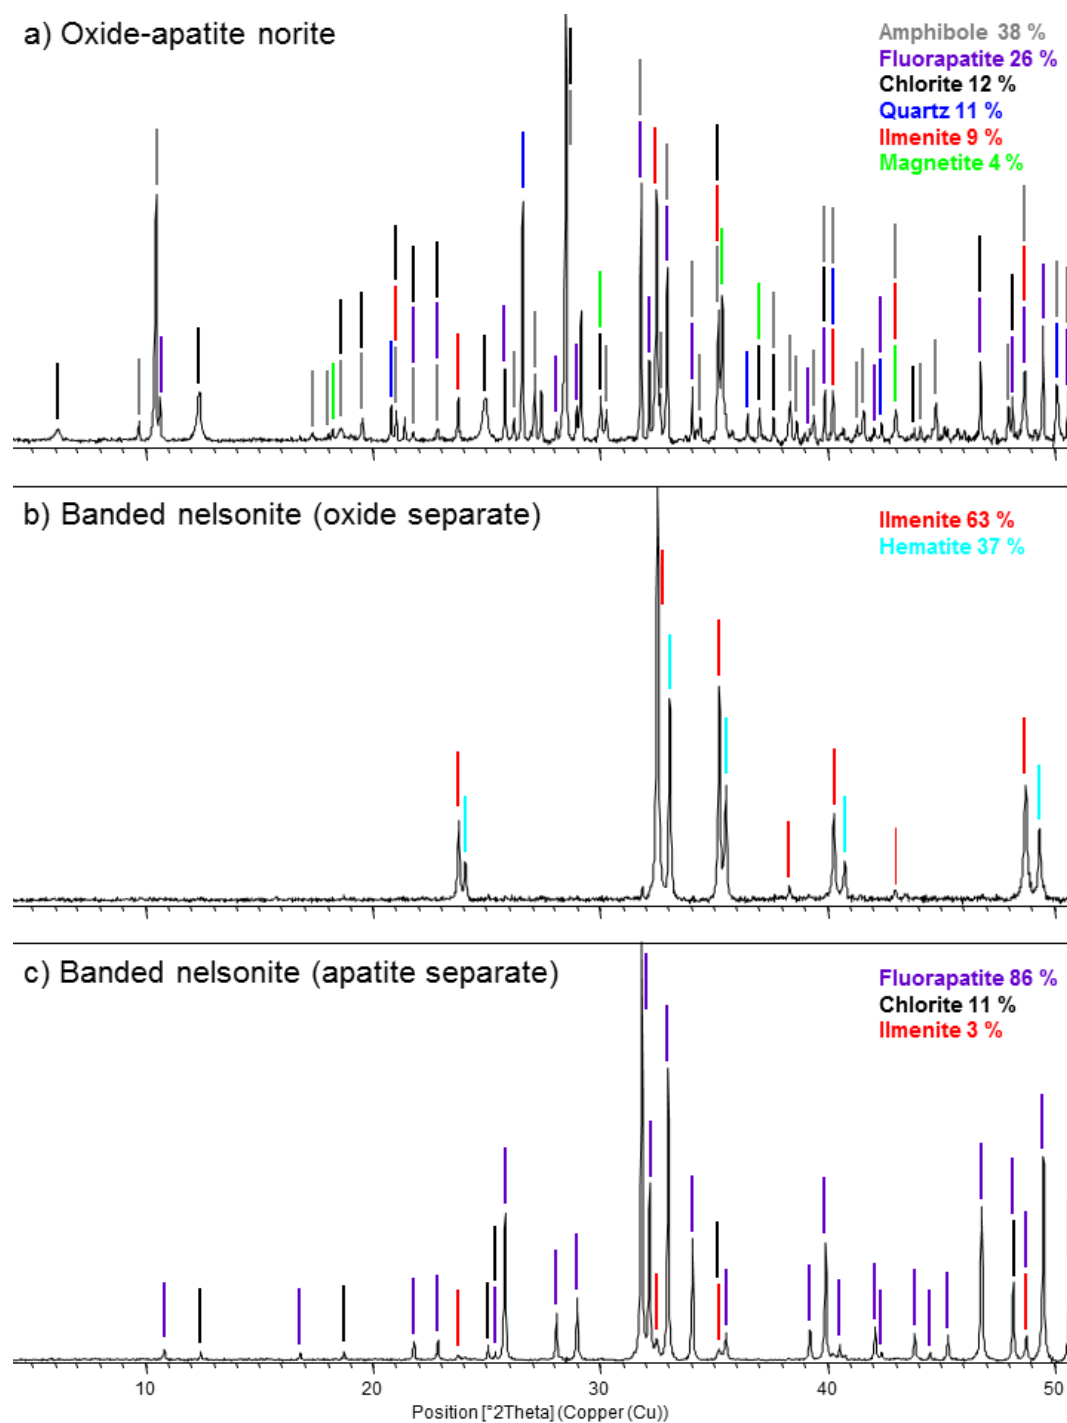 a) Oxide-apatite norite
Amphibole 38 %
Fluorapatite 26 %
Chlorite 12 %
Quartz 11 %
Ilmenite 9 %
Magnetite 4 %
b) Banded nelsonite (oxide separate)
Ilmenite 63 %
Hematite 37 %
c) Banded nelsonite (apatite separate)
Fluorapatite 86 %
Chlorite 11 %
Ilmenite 3 %
10 20 30 40 50
Position [°2Theta] (Copper (Cu))